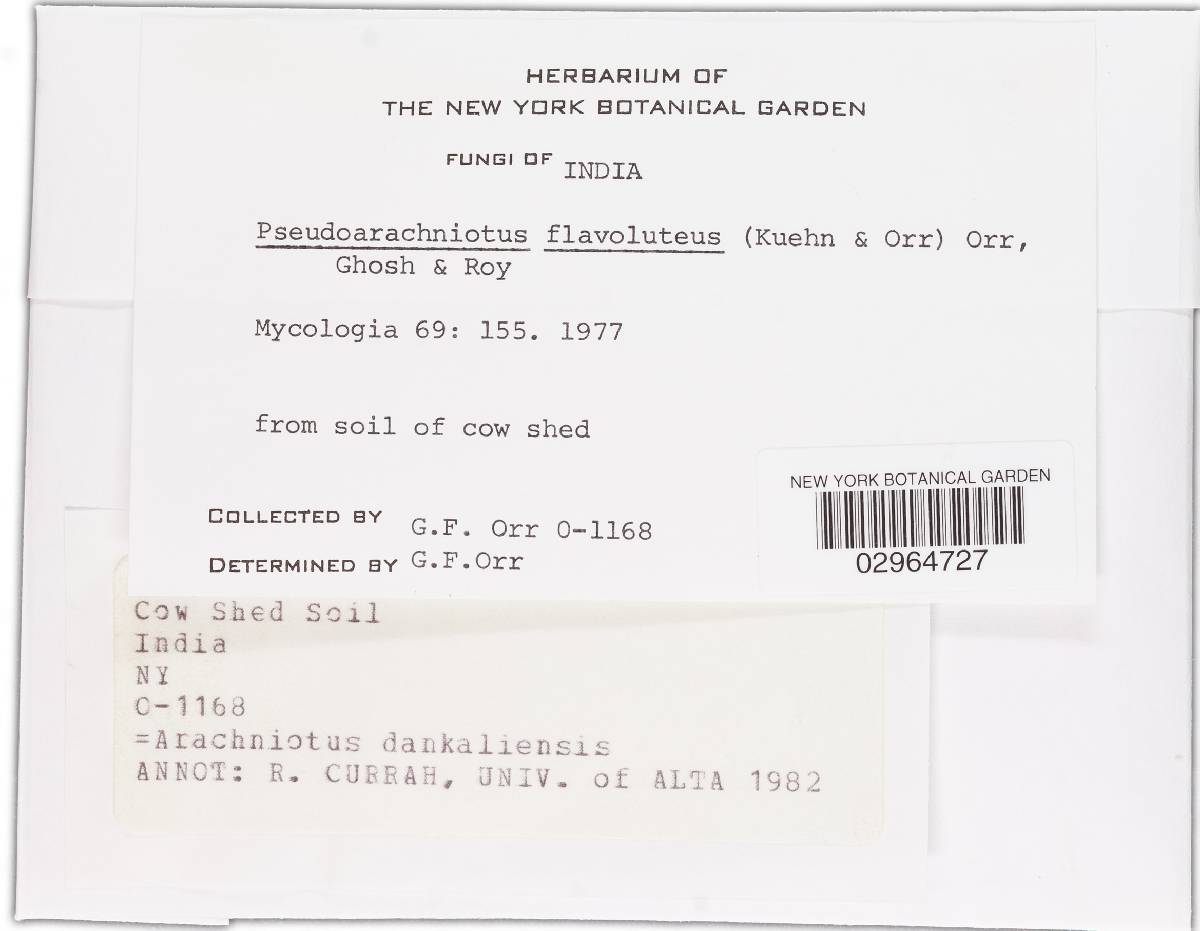 HERBARIUM OF
THE NEW YORK BOTANICAL GARDEN
FUNGI OF INDIA
Pseudoarachniotus flavoluteus (Kuehn & Orr) Orr,
Ghosh & Roy
Mycologia 69: 155. 1977
from soil of cow shed
COLLECTED BY G.F. Orr O-1168
DETERMINED BY G.F.Orr
NEW YORK BOTANICAL GARDEN
02964727
Cow Shed Soil
India
NY
O-1168
=Arachniotus dankaliensis
ANNOT: R. CURRAH, UNIV. of ALTA 1982